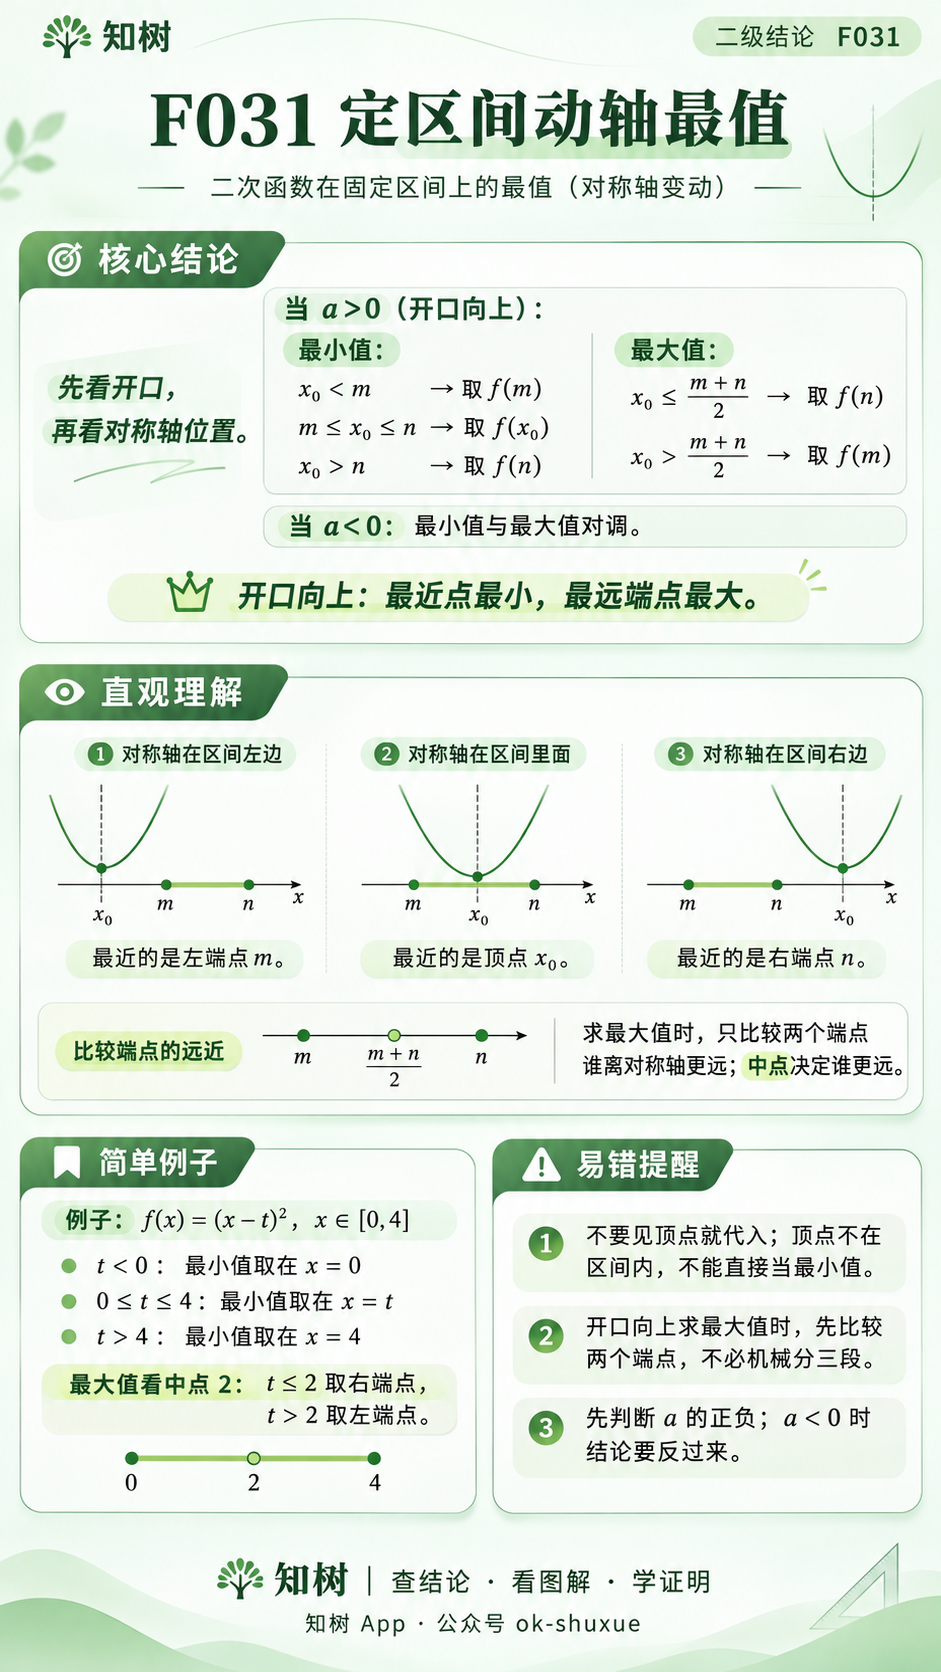 知树
二级结论 F031
F031 定区间动轴最值
二次函数在固定区间上的最值（对称轴变动）
核心结论
先看开口，
再看对称轴位置。
当 a>0（开口向上）：
最小值：
x₀ < m → 取 f(m)
m ≤ x₀ ≤ n → 取 f(x₀)
x₀ > n → 取 f(n)
最大值：
x₀ ≤ (m + n)/2 → 取 f(n)
x₀ > (m + n)/2 → 取 f(m)
当 a<0：最小值与最大值对调。
开口向上：最近点最小，最远端点最大。
直观理解
1 对称轴在区间左边
x₀ m n x
最近的是左端点 m。
2 对称轴在区间里面
m x₀ n x
最近的是顶点 x₀。
3 对称轴在区间右边
m n x₀ x
最近的是右端点 n。
比较端点的远近
m (m + n)/2 n
求最大值时，只比较两个端点
谁离对称轴更远；中点决定谁更远。
简单例子
例子：f(x) = (x − t)²，x ∈ [0,4]
t < 0：最小值取在 x = 0
0 ≤ t ≤ 4：最小值取在 x = t
t > 4：最小值取在 x = 4
最大值看中点 2：t ≤ 2 取右端点，
t > 2 取左端点。
0 2 4
易错提醒
1 不要见顶点就代入；顶点不在
区间内，不能直接当最小值。
2 开口向上求最大值时，先比较
两个端点，不必机械分三段。
3 先判断 a 的正负；a < 0 时
结论要反过来。
知树 | 查结论 · 看图解 · 学证明
知树 App · 公众号 ok-shuxue